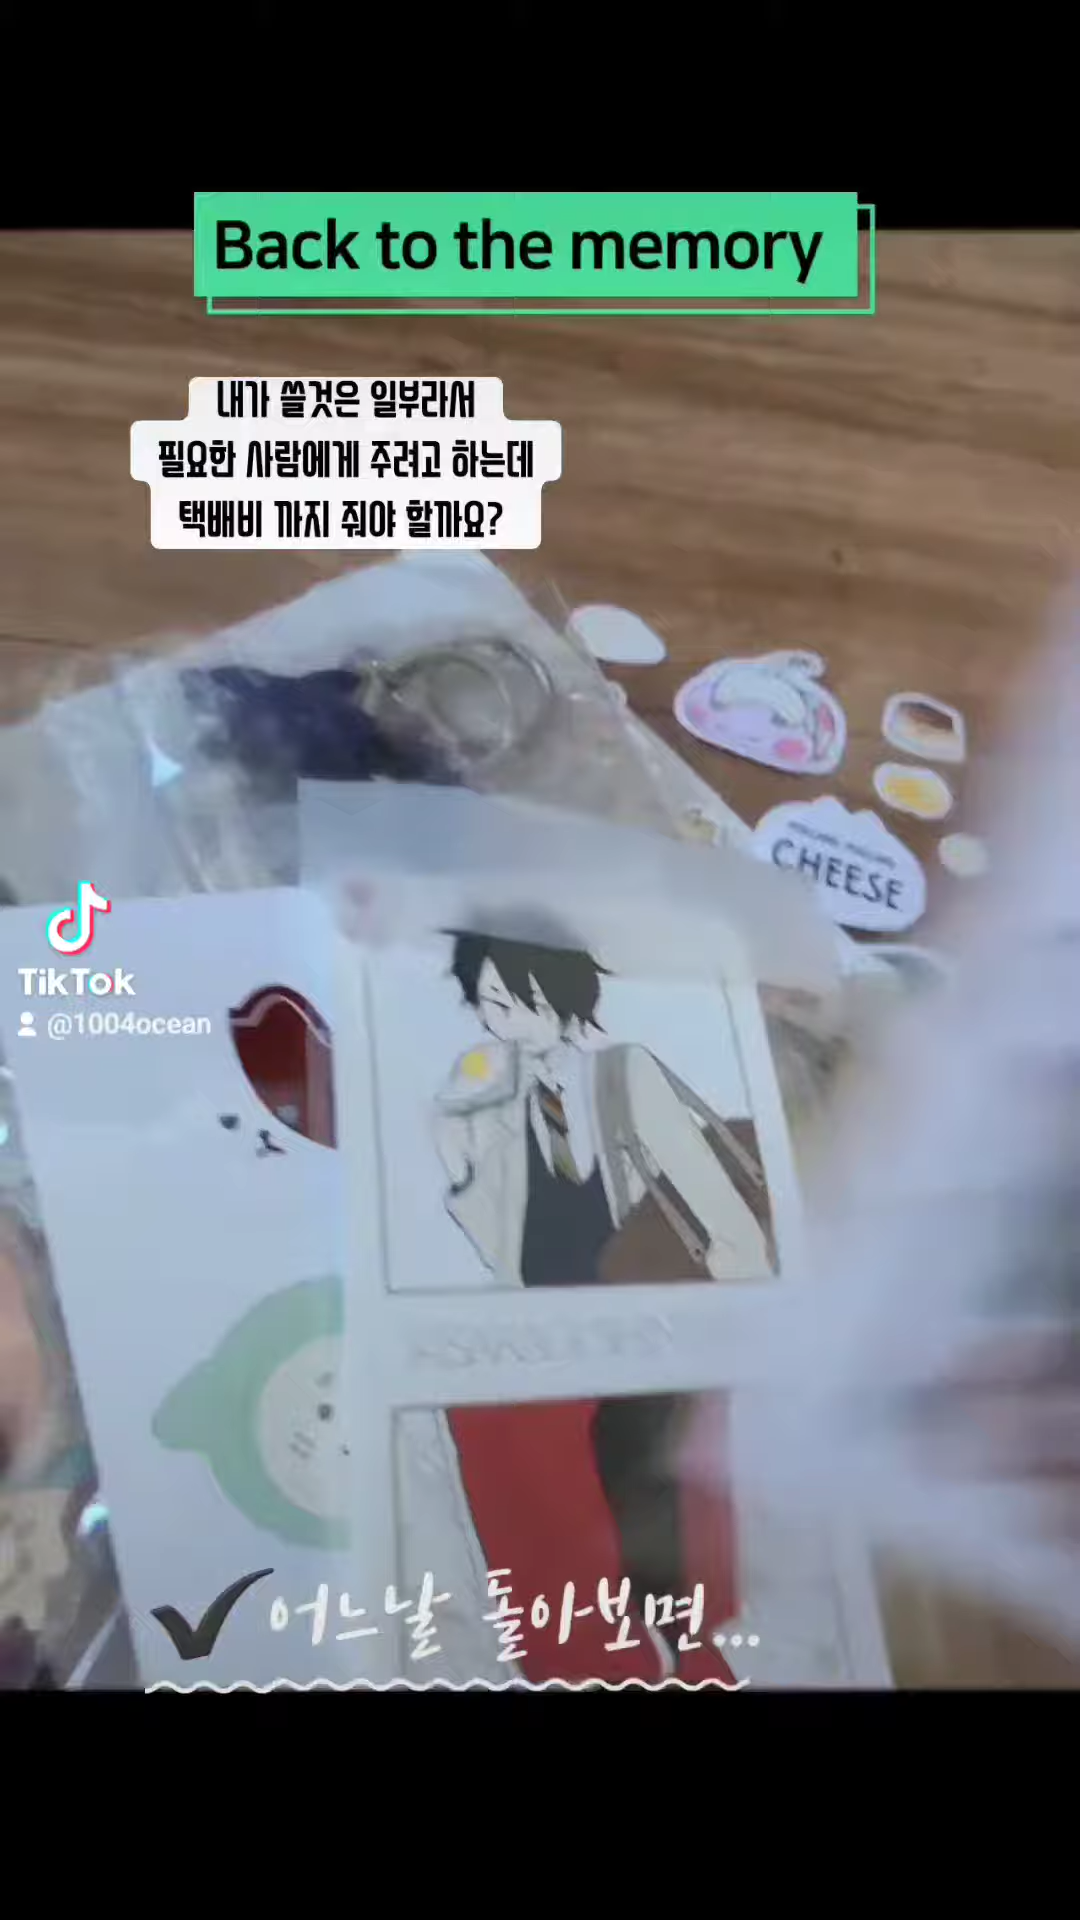 Back to the memory
내가 쓸것은 일부라서
필요한 사람에게 주려고 하는데
택배비 까지 줘야 할까요?
CHEESE
TikTok
@1004ocean
어느날 돌아보면...